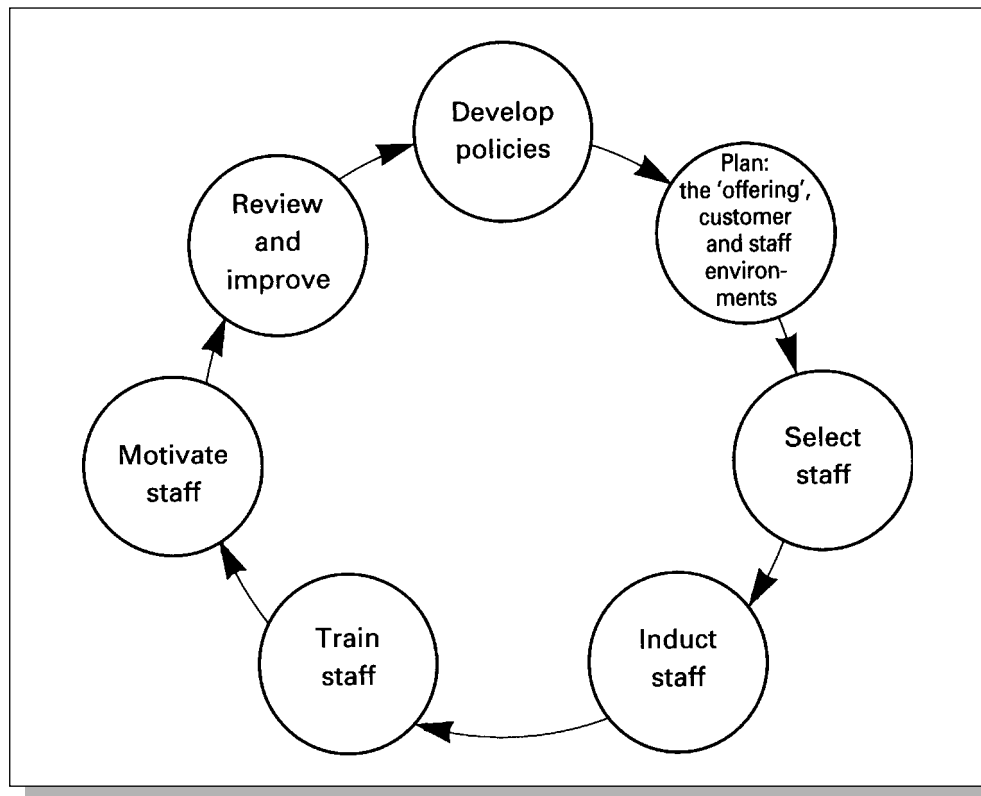 Develop
policies
Plan:
the ‘offering’,
customer
and staff
environ-
ments
Select
staff
Induct
staff
Train
staff
Motivate
staff
Review
and
improve